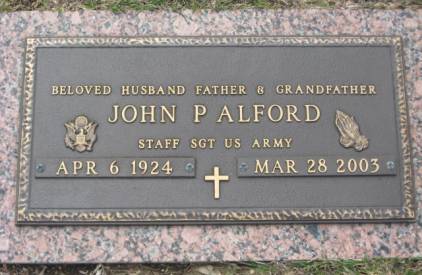 BELOVED HUSBAND FATHER & GRANDFATHER
JOHN P ALFORD
STAFF SGT US ARMY
APR 6 1924 MAR 28 2003